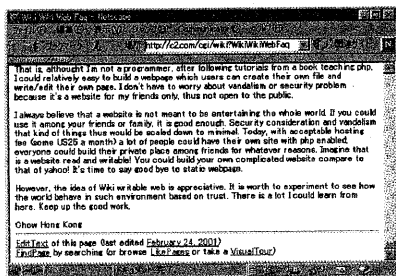 Wiki Wiki Web Faq - Netscape
http://c2.com/cgi/wiki?WikiWikiWebFaq
That is, althought I'm not a programmer, after following tutorials from a book teaching php,
I could relatively easy to build a webpage which users can create their own file and
write/edit their own page. I don't have to worry about vandalism or security problem
because it's a website for my friends only, thus not open to the public.
I always believe that a website is not meant to be entertaining the whole world. If you could
use it among your friends or family, it is good enough. Security consideration and vandalism
that kind of things thus would be scaled down to minimal. Today, with acceptable hosting
fee (some US25 a month) a lot of people could have their own site with php enabled,
everyone could build their private place among friends for whatever reasons. Imagine that
is a website read and writable! You could build your own complicated website compare to
that of yahoo! It's time to say good bye to static webpage.
However, the idea of Wiki writable web is appreciative. It is worth to experiment to see how
the world behave in such environment based on trust. There is a lot I could learn from
here. Keep up the good work.
Chow Hong Kong
EditText of this page (last edited February 24, 2001)
FindPage by searching (or browse LikePages or take a VisualTour)